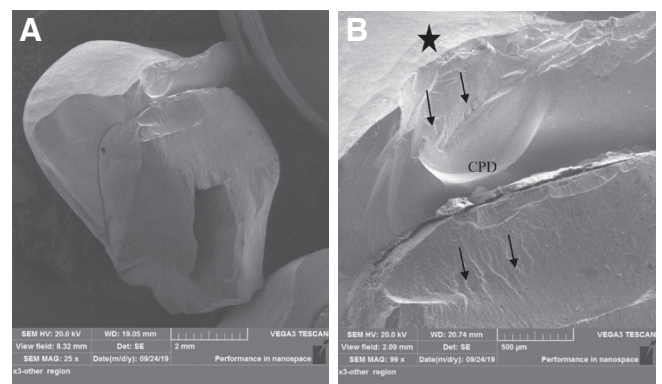 A
SEM HV: 20.0 kV WD: 19.05 mm VEGA3 TESCAN
View field: 8.32 mm Det: SE 2 mm
SEM MAG: 25 x Date(m/d/y): 09/24/19 Performance in nanospace
x3-other region
B
CPD
SEM HV: 20.0 kV WD: 20.74 mm VEGA3 TESCAN
View field: 2.09 mm Det: SE 500 µm
SEM MAG: 99 x Date(m/d/y): 09/24/19 Performance in nanospace
x3-other region